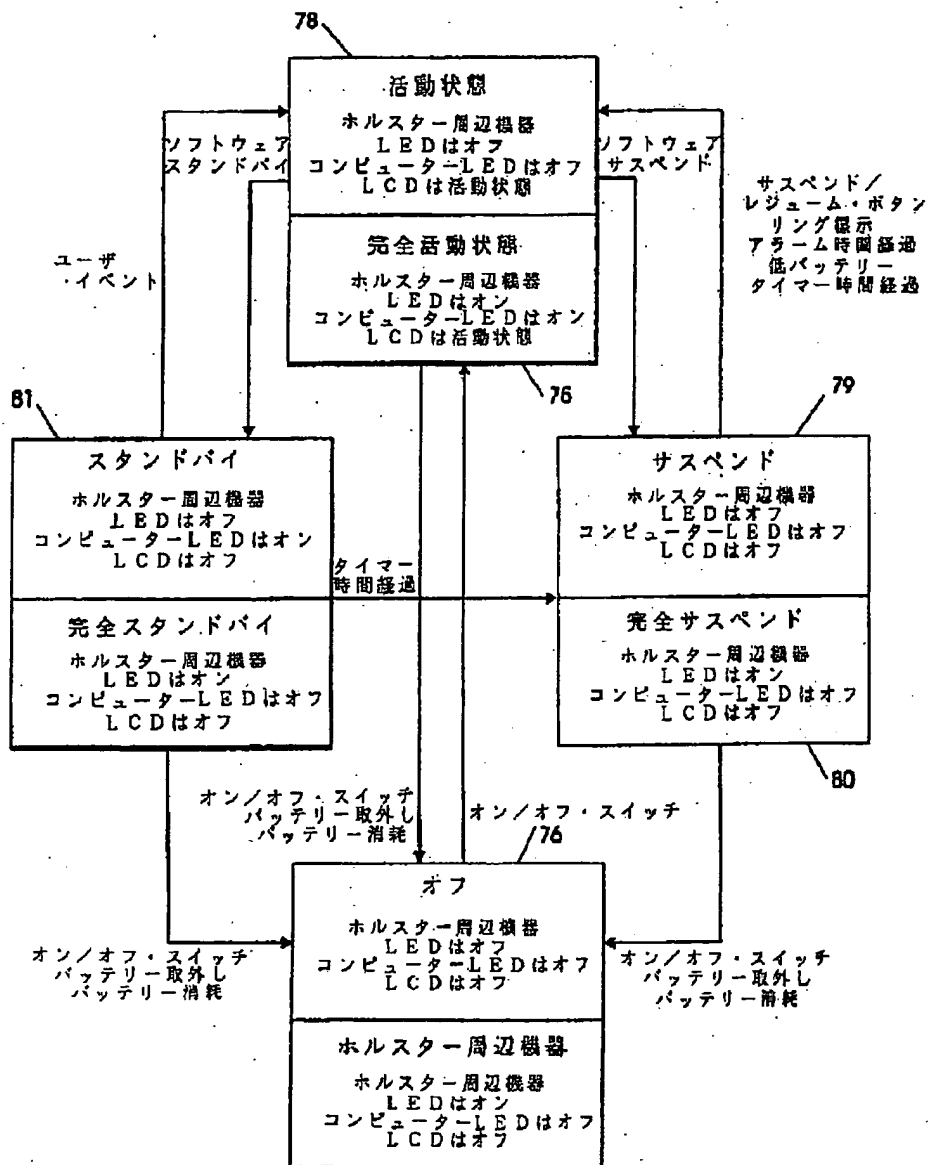 78
活動状態
ホルスター周辺機器
LEDはオフ
コンピューターLEDはオフ
LCDは活動状態
ソフトウェア
スタンドバイ
ソフトウェア
サスペンド
サスペンド/
レジューム・ボタン
リング標示
アラーム時間経過
低バッテリー
タイマー時間経過
ユーザ
・イベント
完全活動状態
ホルスター周辺機器
LEDはオン
コンピューターLEDはオン
LCDは活動状態
76
81
79
スタンドバイ
ホルスター周辺機器
LEDはオフ
コンピューターLEDはオン
LCDはオフ
サスペンド
ホルスター周辺機器
LEDはオフ
コンピューターLEDはオフ
LCDはオフ
タイマー
時間経過
完全スタンドバイ
ホルスター周辺機器
LEDはオン
コンピューターLEDはオフ
LCDはオフ
完全サスペンド
ホルスター周辺機器
LEDはオン
コンピューターLEDはオフ
LCDはオフ
80
オン/オフ・スイッチ
バッテリー取外し
バッテリー消耗
オン/オフ・スイッチ
76
オフ
ホルスター周辺機器
LEDはオフ
コンピューターLEDはオフ
LCDはオフ
オン/オフ・スイッチ
バッテリー取外し
バッテリー消耗
オン/オフ・スイッチ
バッテリー取外し
バッテリー消耗
ホルスター周辺機器
ホルスター周辺機器
LEDはオン
コンピューターLEDはオフ
LCDはオフ